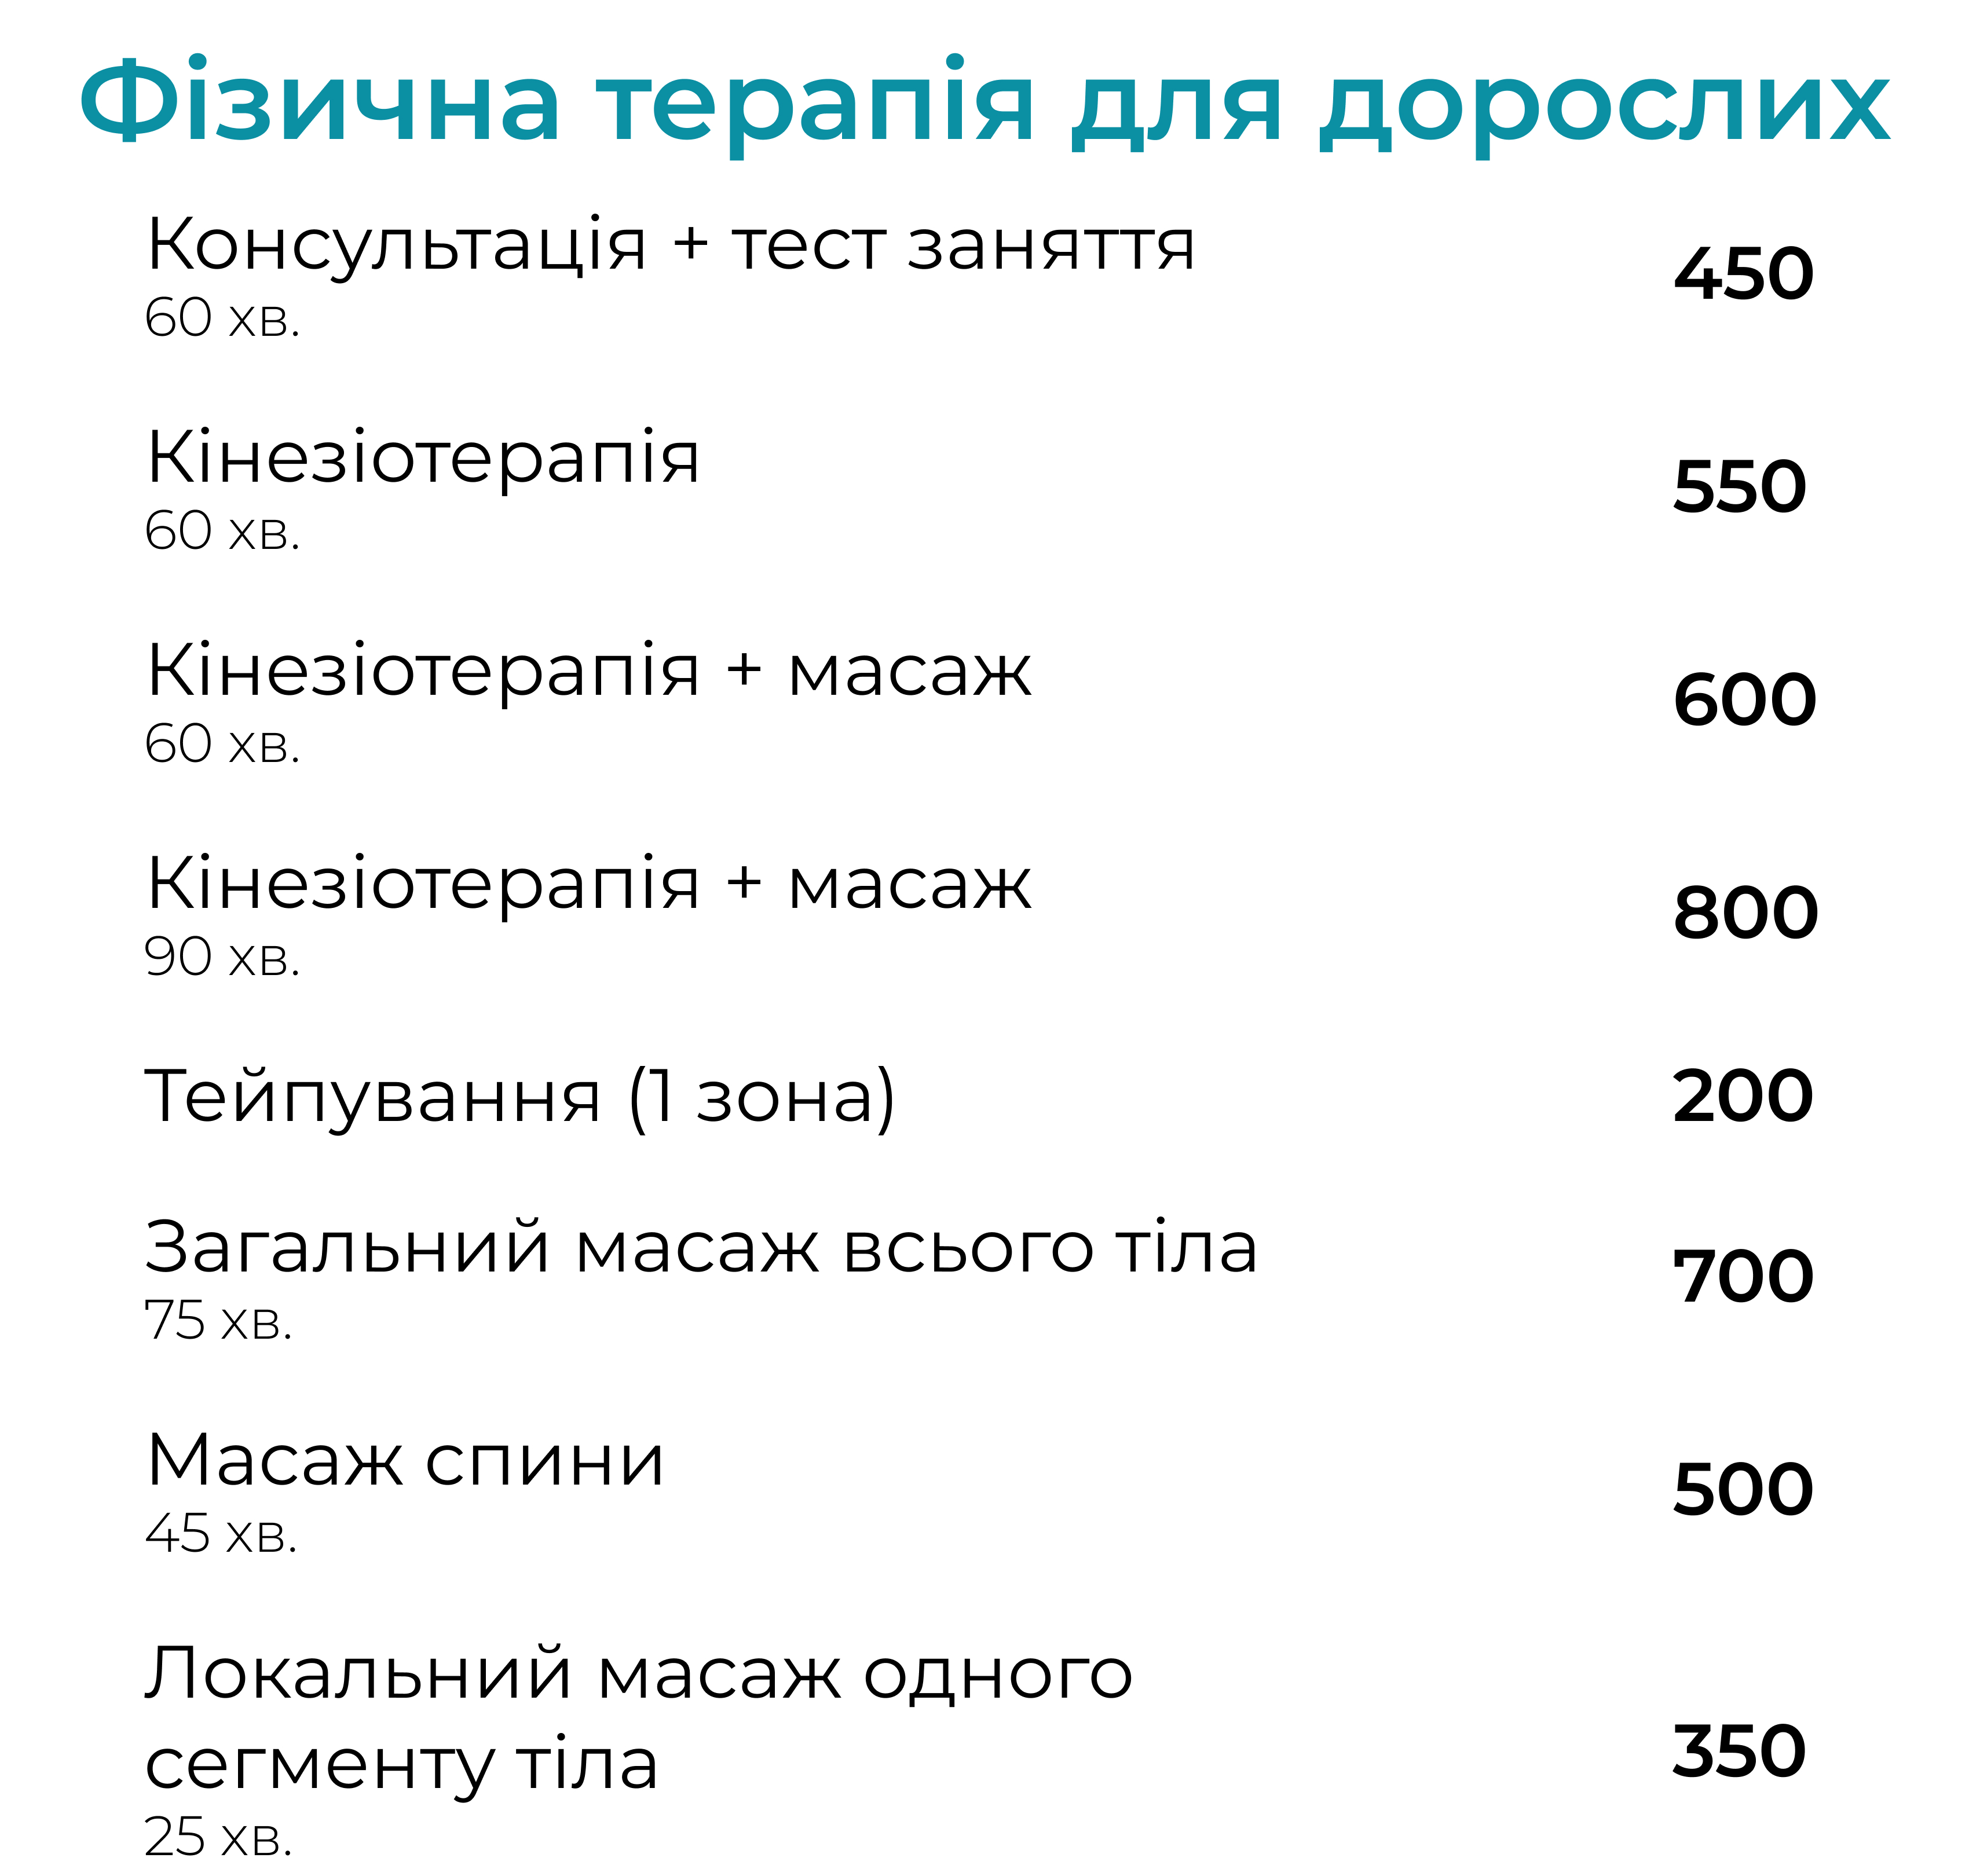 Фізична терапія для дорослих
Консультація + тест заняття
60 хв.
450
Кінезіотерапія
60 хв.
550
Кінезіотерапія + масаж
60 хв.
600
Кінезіотерапія + масаж
90 хв.
800
Тейпування (1 зона)
200
Загальний масаж всього тіла
75 хв.
700
Масаж спини
45 хв.
500
Локальний масаж одного
сегменту тіла
25 хв.
350